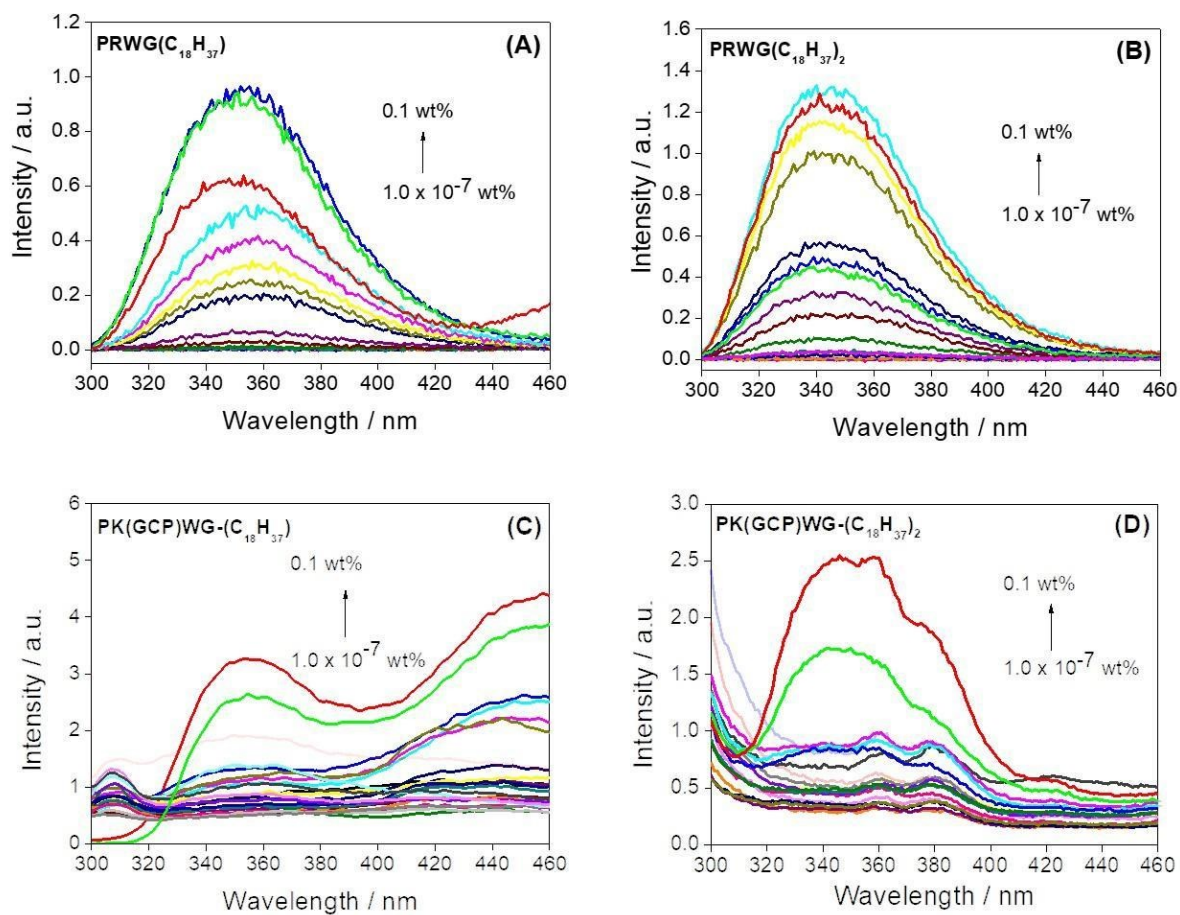 PRWG(C18H37)
(A)
0.1 wt%
1.0 x 10-7 wt%
Intensity / a.u.
1.2
1.0
0.8
0.6
0.4
0.2
0.0
300 320 340 360 380 400 420 440 460
Wavelength / nm
PRWG(C18H37)2
(B)
0.1 wt%
1.0 x 10-7 wt%
Intensity / a.u.
1.6
1.4
1.2
1.0
0.8
0.6
0.4
0.2
0.0
300 320 340 360 380 400 420 440 460
Wavelength / nm
PK(GCP)WG-(C18H37)
(C)
0.1 wt%
1.0 x 10-7 wt%
Intensity / a.u.
6
5
4
3
2
1
0
300 320 340 360 380 400 420 440 460
Wavelength / nm
PK(GCP)WG-(C18H37)2
(D)
0.1 wt%
1.0 x 10-7 wt%
Intensity / a.u.
3.0
2.5
2.0
1.5
1.0
0.5
0.0
300 320 340 360 380 400 420 440 460
Wavelength / nm